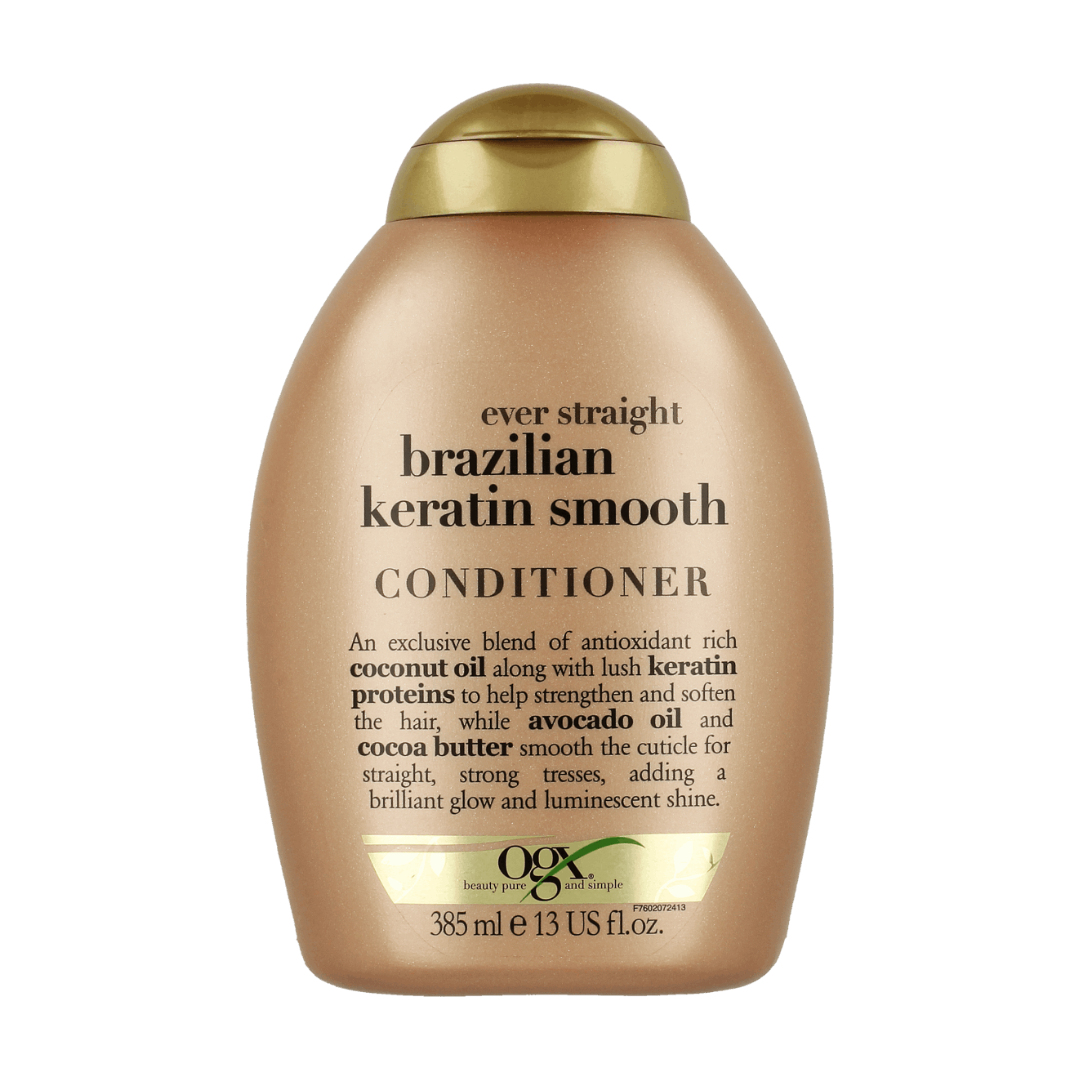 ever straight
brazilian
keratin smooth
CONDITIONER
An exclusive blend of antioxidant rich
coconut oil along with lush keratin
proteins to help strengthen and soften
the hair, while avocado oil and
cocoa butter smooth the cuticle for
straight, strong tresses, adding a
brilliant glow and luminescent shine.
ogx®
beauty pure and simple
F7602072413
385 ml e 13 US fl.oz.